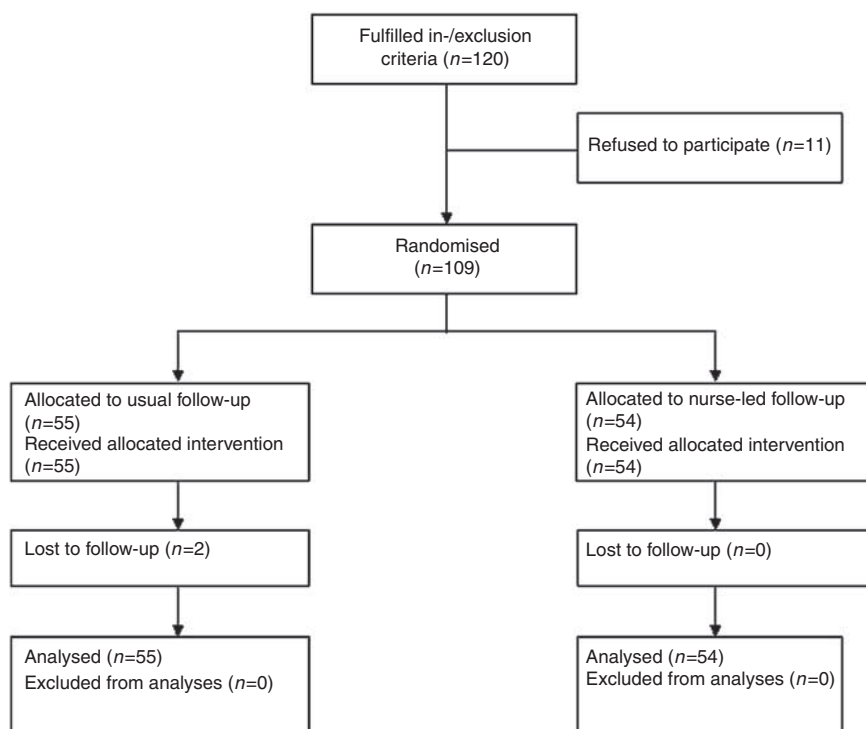 Fulfilled in-/exclusion
criteria (n=120)
Refused to participate (n=11)
Randomised
(n=109)
Allocated to usual follow-up
(n=55)
Received allocated intervention
(n=55)
Allocated to nurse-led follow-up
(n=54)
Received allocated intervention
(n=54)
Lost to follow-up (n=2)
Lost to follow-up (n=0)
Analysed (n=55)
Excluded from analyses (n=0)
Analysed (n=54)
Excluded from analyses (n=0)